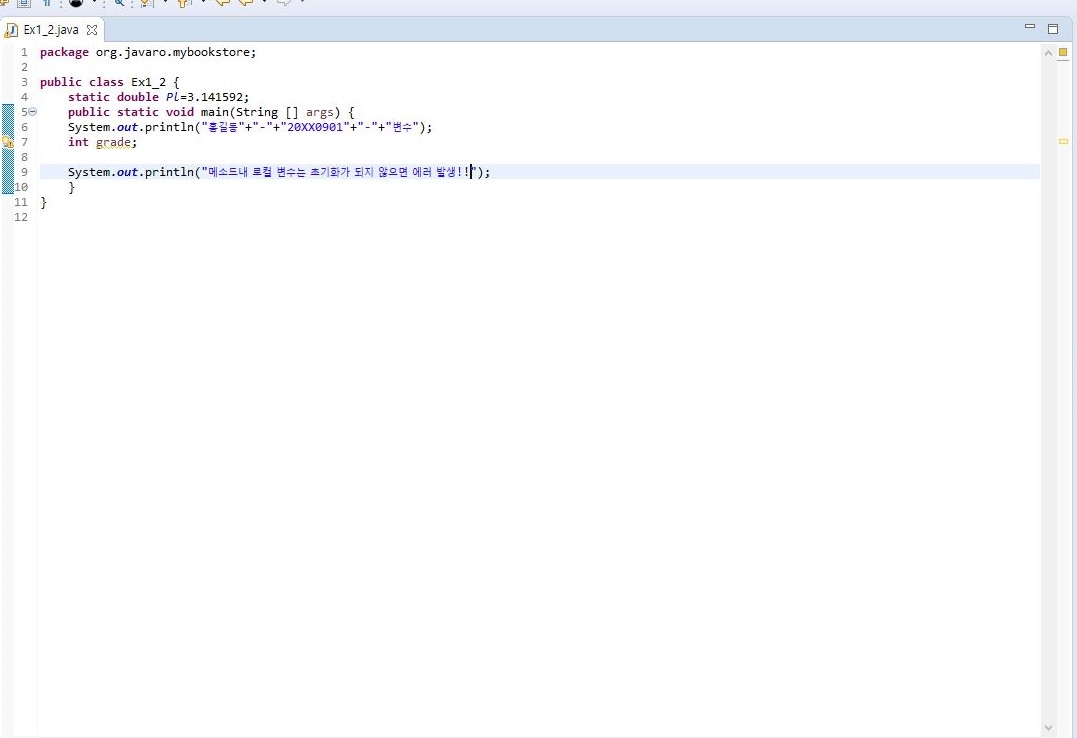 Ex1_2.java
1 package org.javaro.mybookstore;
2
3 public class Ex1_2 {
4 static double Pl=3.141592;
5 public static void main(String [] args) {
6 System.out.println("홍길동"+"-"+"20XX0901"+"-"+"변수");
7 int grade;
8
9 System.out.println("메소드내 로컬 변수는 초기화가 되지 않으면 에러 발생!!");
10 }
11 }
12